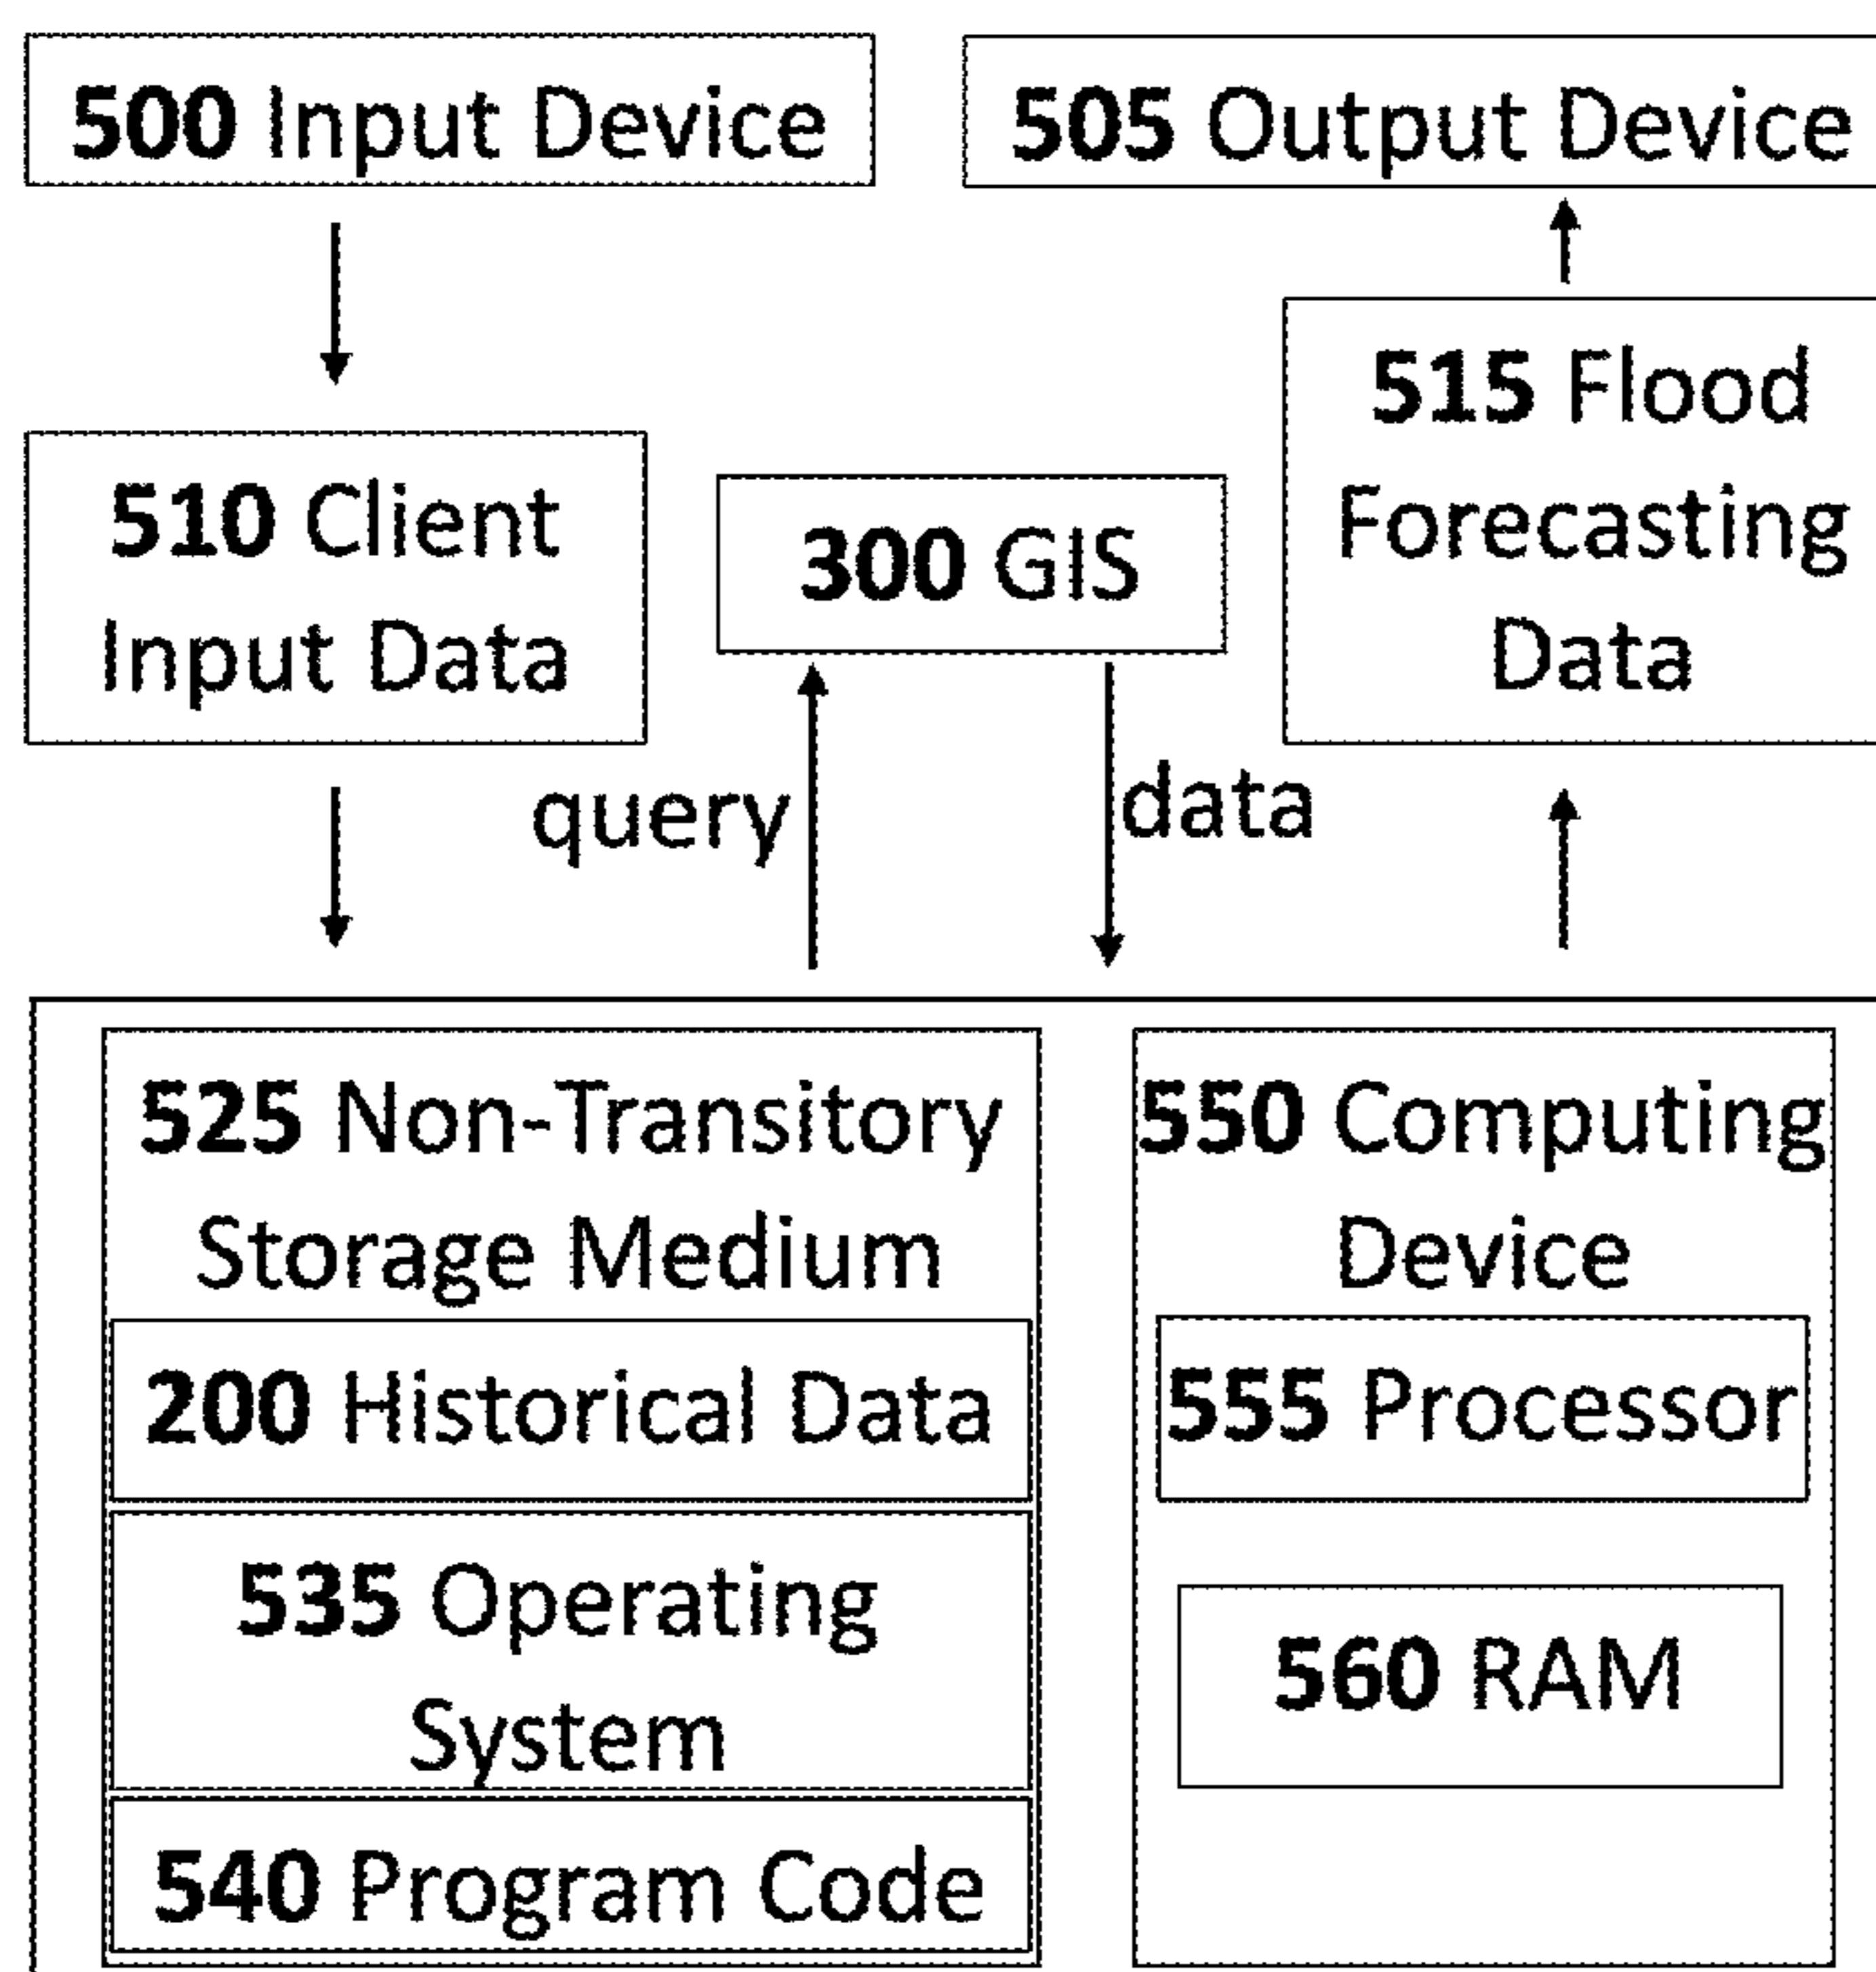 500 Input Device
505 Output Device
510 Client
Input Data
300 GIS
515 Flood
Forecasting
Data
query
data
525 Non-Transitory
Storage Medium
200 Historical Data
535 Operating
System
540 Program Code
550 Computing
Device
555 Processor
560 RAM